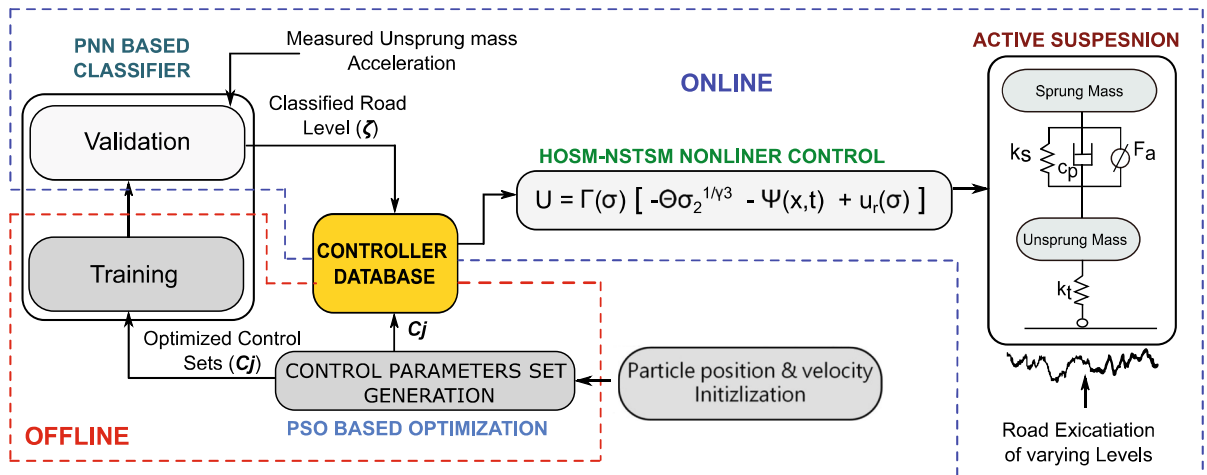 PNN BASED
CLASSIFIER
Measured Unsprung mass
Acceleration
Validation
Training
Classified Road
Level (ζ)
ONLINE
HOSM-NSTSM NONLINER CONTROL
U = Γ(σ) [ -Θσ₂^1/γ3 - Ψ(x,t) + uᵣ(σ) ]
CONTROLLER
DATABASE
Optimized Control
Sets (Cj)
Cj
CONTROL PARAMETERS SET
GENERATION
PSO BASED OPTIMIZATION
Particle position & velocity
Initizlization
OFFLINE
ACTIVE SUSPESNION
Sprung Mass
ks
cp
Fa
Unsprung Mass
kt
Road Exicatiation
of varying Levels